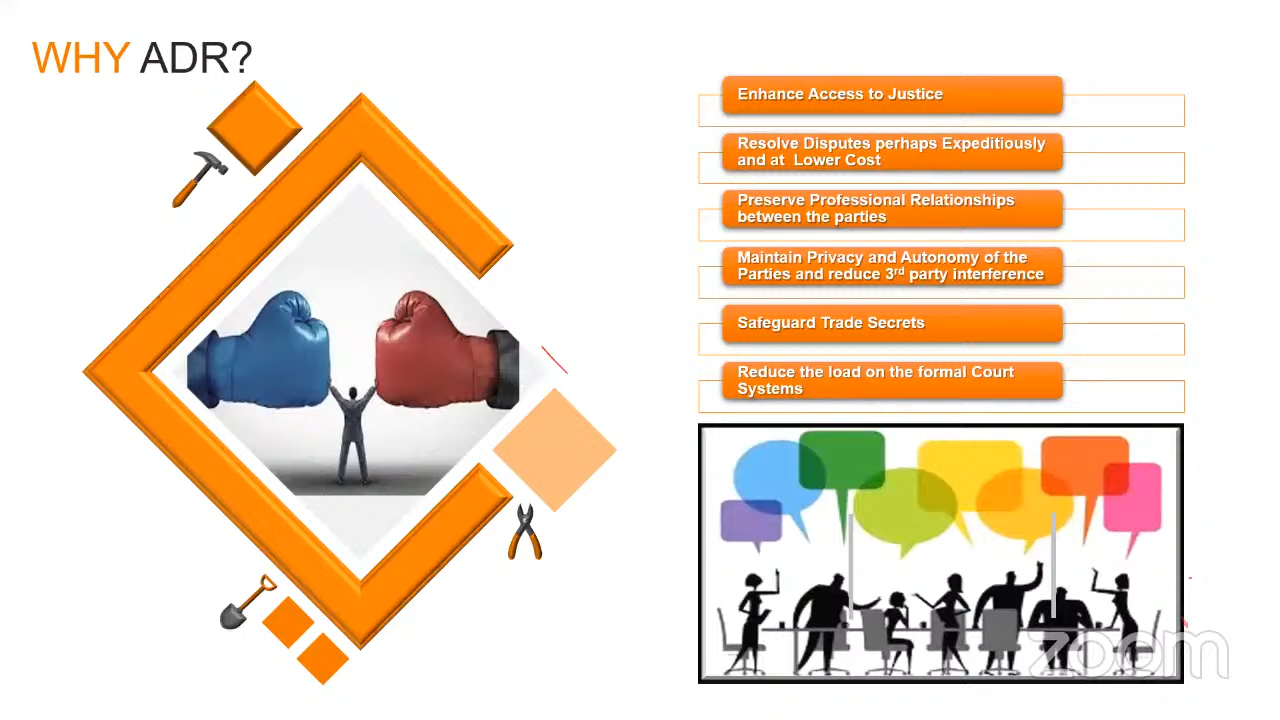 WHY ADR?
Enhance Access to Justice
Resolve Disputes perhaps Expeditiously
and at Lower Cost
Preserve Professional Relationships
between the parties
Maintain Privacy and Autonomy of the
Parties and reduce 3rd party interference
Safeguard Trade Secrets
Reduce the load on the formal Court
Systems
zoom